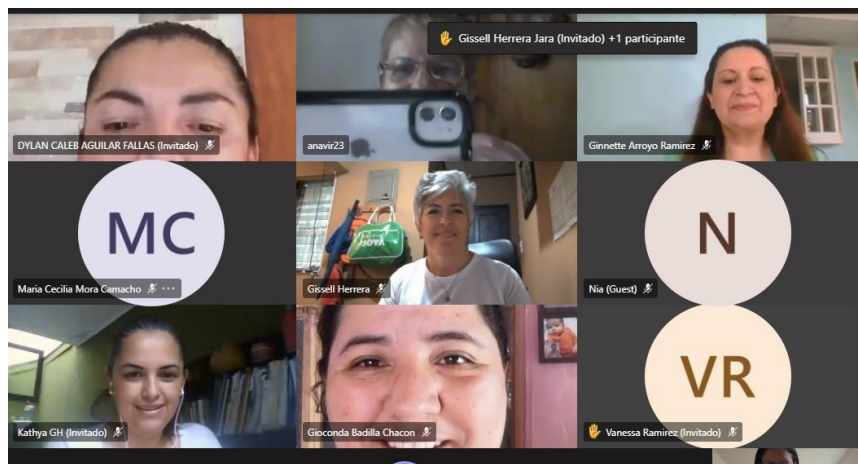 Gissell Herrera Jara (Invitado) +1 participante
DYLAN CALEB AGUILAR FALLAS (Invitado)
anavir23
Ginnette Arroyo Ramirez
MC
Maria Cecilia Mora Camacho
JOYA
Gissell Herrera
N
Nia (Guest)
Kathya GH (Invitado)
Gioconda Badilla Chacon
VR
Vanessa Ramirez (Invitado)